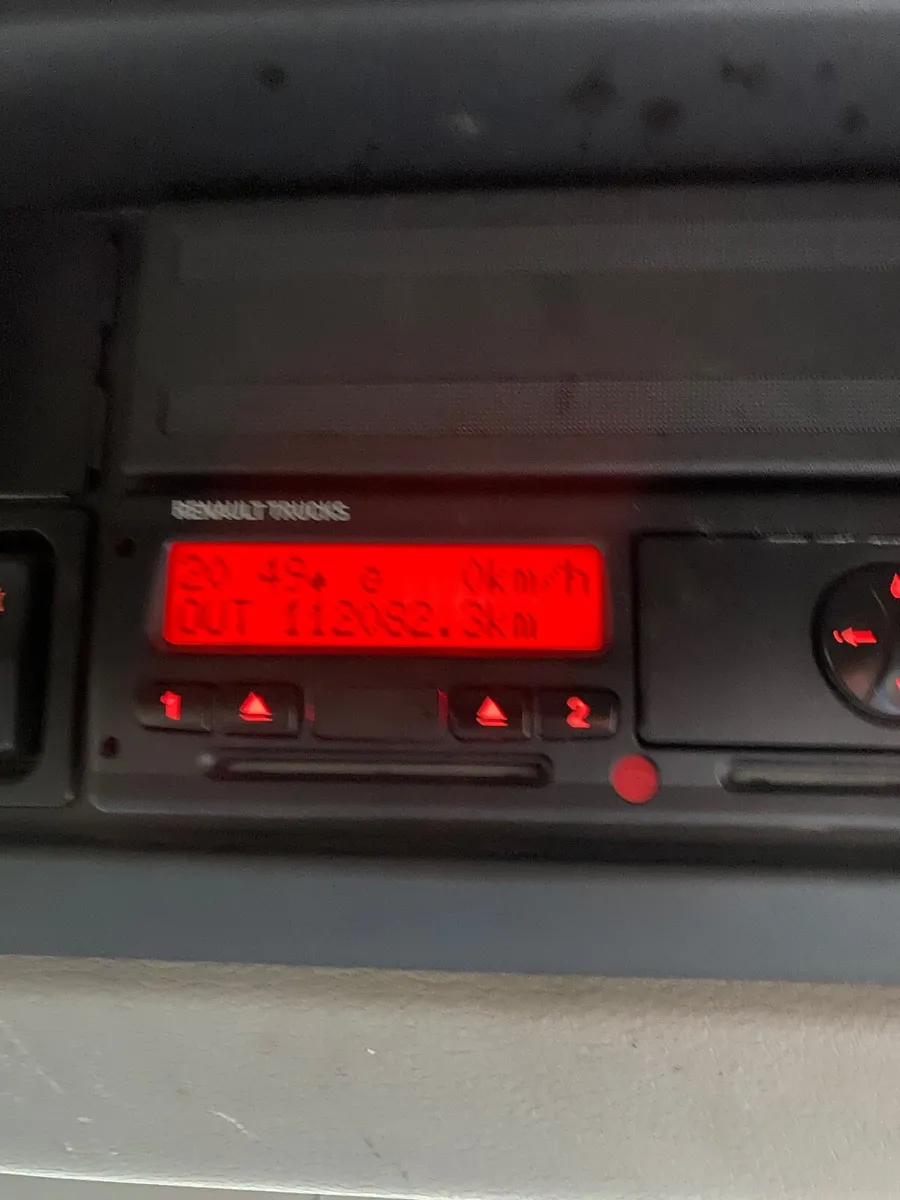 RENAULT TRUCKS
20 49 0km/h
OUT 112082.3km
1 2